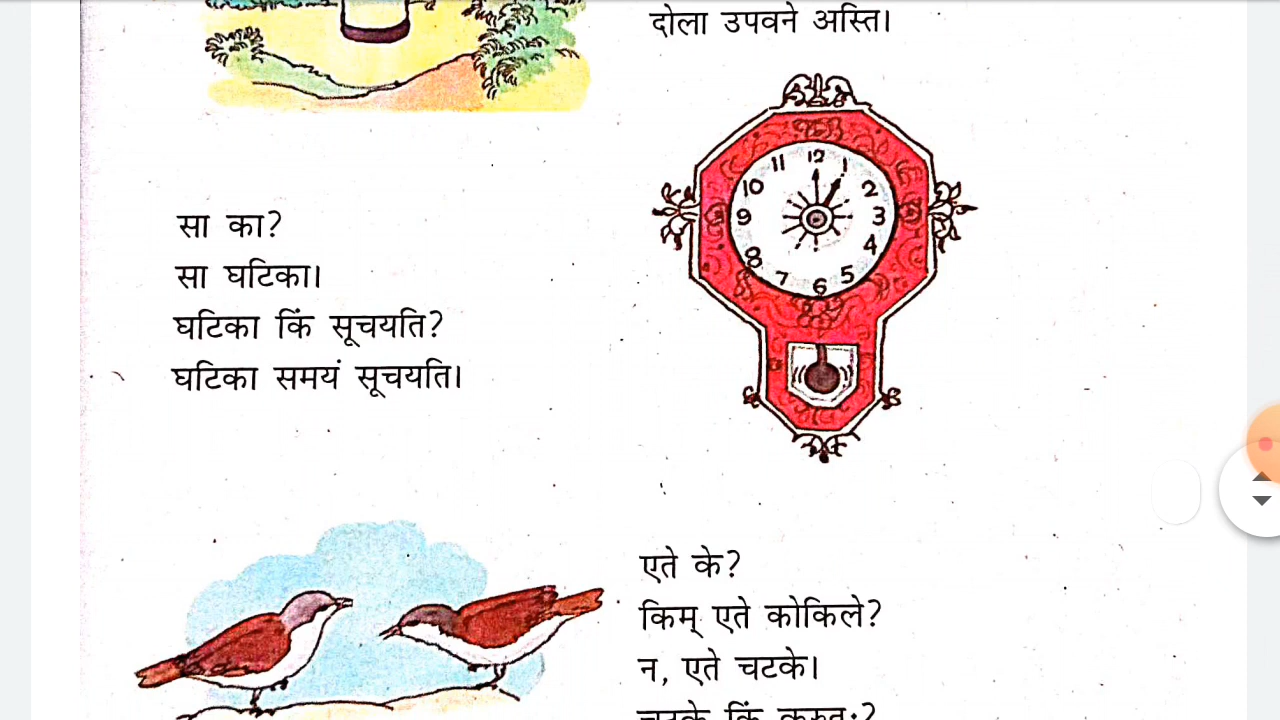 दोला उपवने अस्ति।
12
11
1
10
2
9
3
8
4
7
5
6
सा का?
सा घटिका।
घटिका किं सूचयति?
घटिका समयं सूचयति।
एते के?
किम् एते कोकिले?
न, एते चटके।
चटके किं कुरुतः?